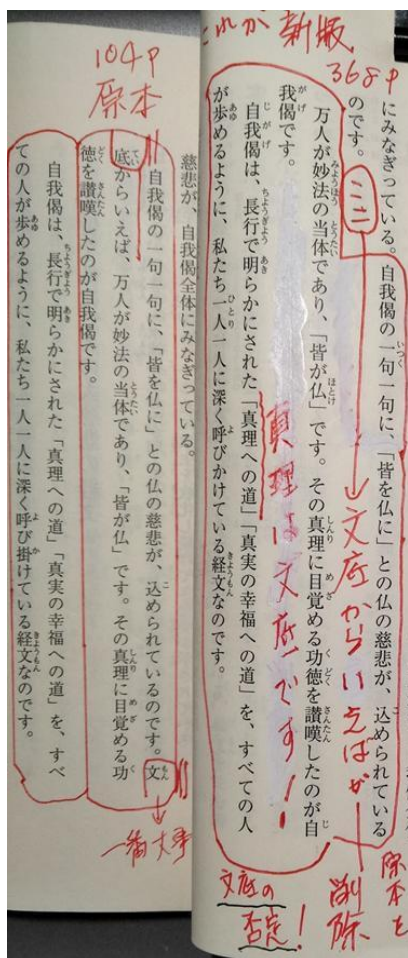 これが新版
368P
にみなぎっている。自我偈の一句一句に、「皆を仏に」との仏の慈悲が、込められている
のです。
万人が妙法の当体であり、「皆が仏」です。その真理に目覚める功徳を讃嘆したのが自
我偈です。
自我偈は、長行で明らかにされた「真理への道」「真実の幸福への道」を、すべての人
が歩めるように、私たち一人一人に深く呼びかけている経文なのです。
ここ
文底からいえばが
削除
原本を
真理は文底です!!
文底の
否定!
104P
原本
慈悲が、自我偈全体にみなぎっている。
自我偈の一句一句に、「皆を仏に」との仏の慈悲が、込められているのです。文
底からいえば、万人が妙法の当体であり、「皆が仏」です。その真理に目覚める功
徳を讃嘆したのが自我偈です。
自我偈は、長行で明らかにされた「真理への道」「真実の幸福への道」を、すべ
ての人が歩めるように、私たち一人一人に深く呼び掛けている経文なのです。
一番大事